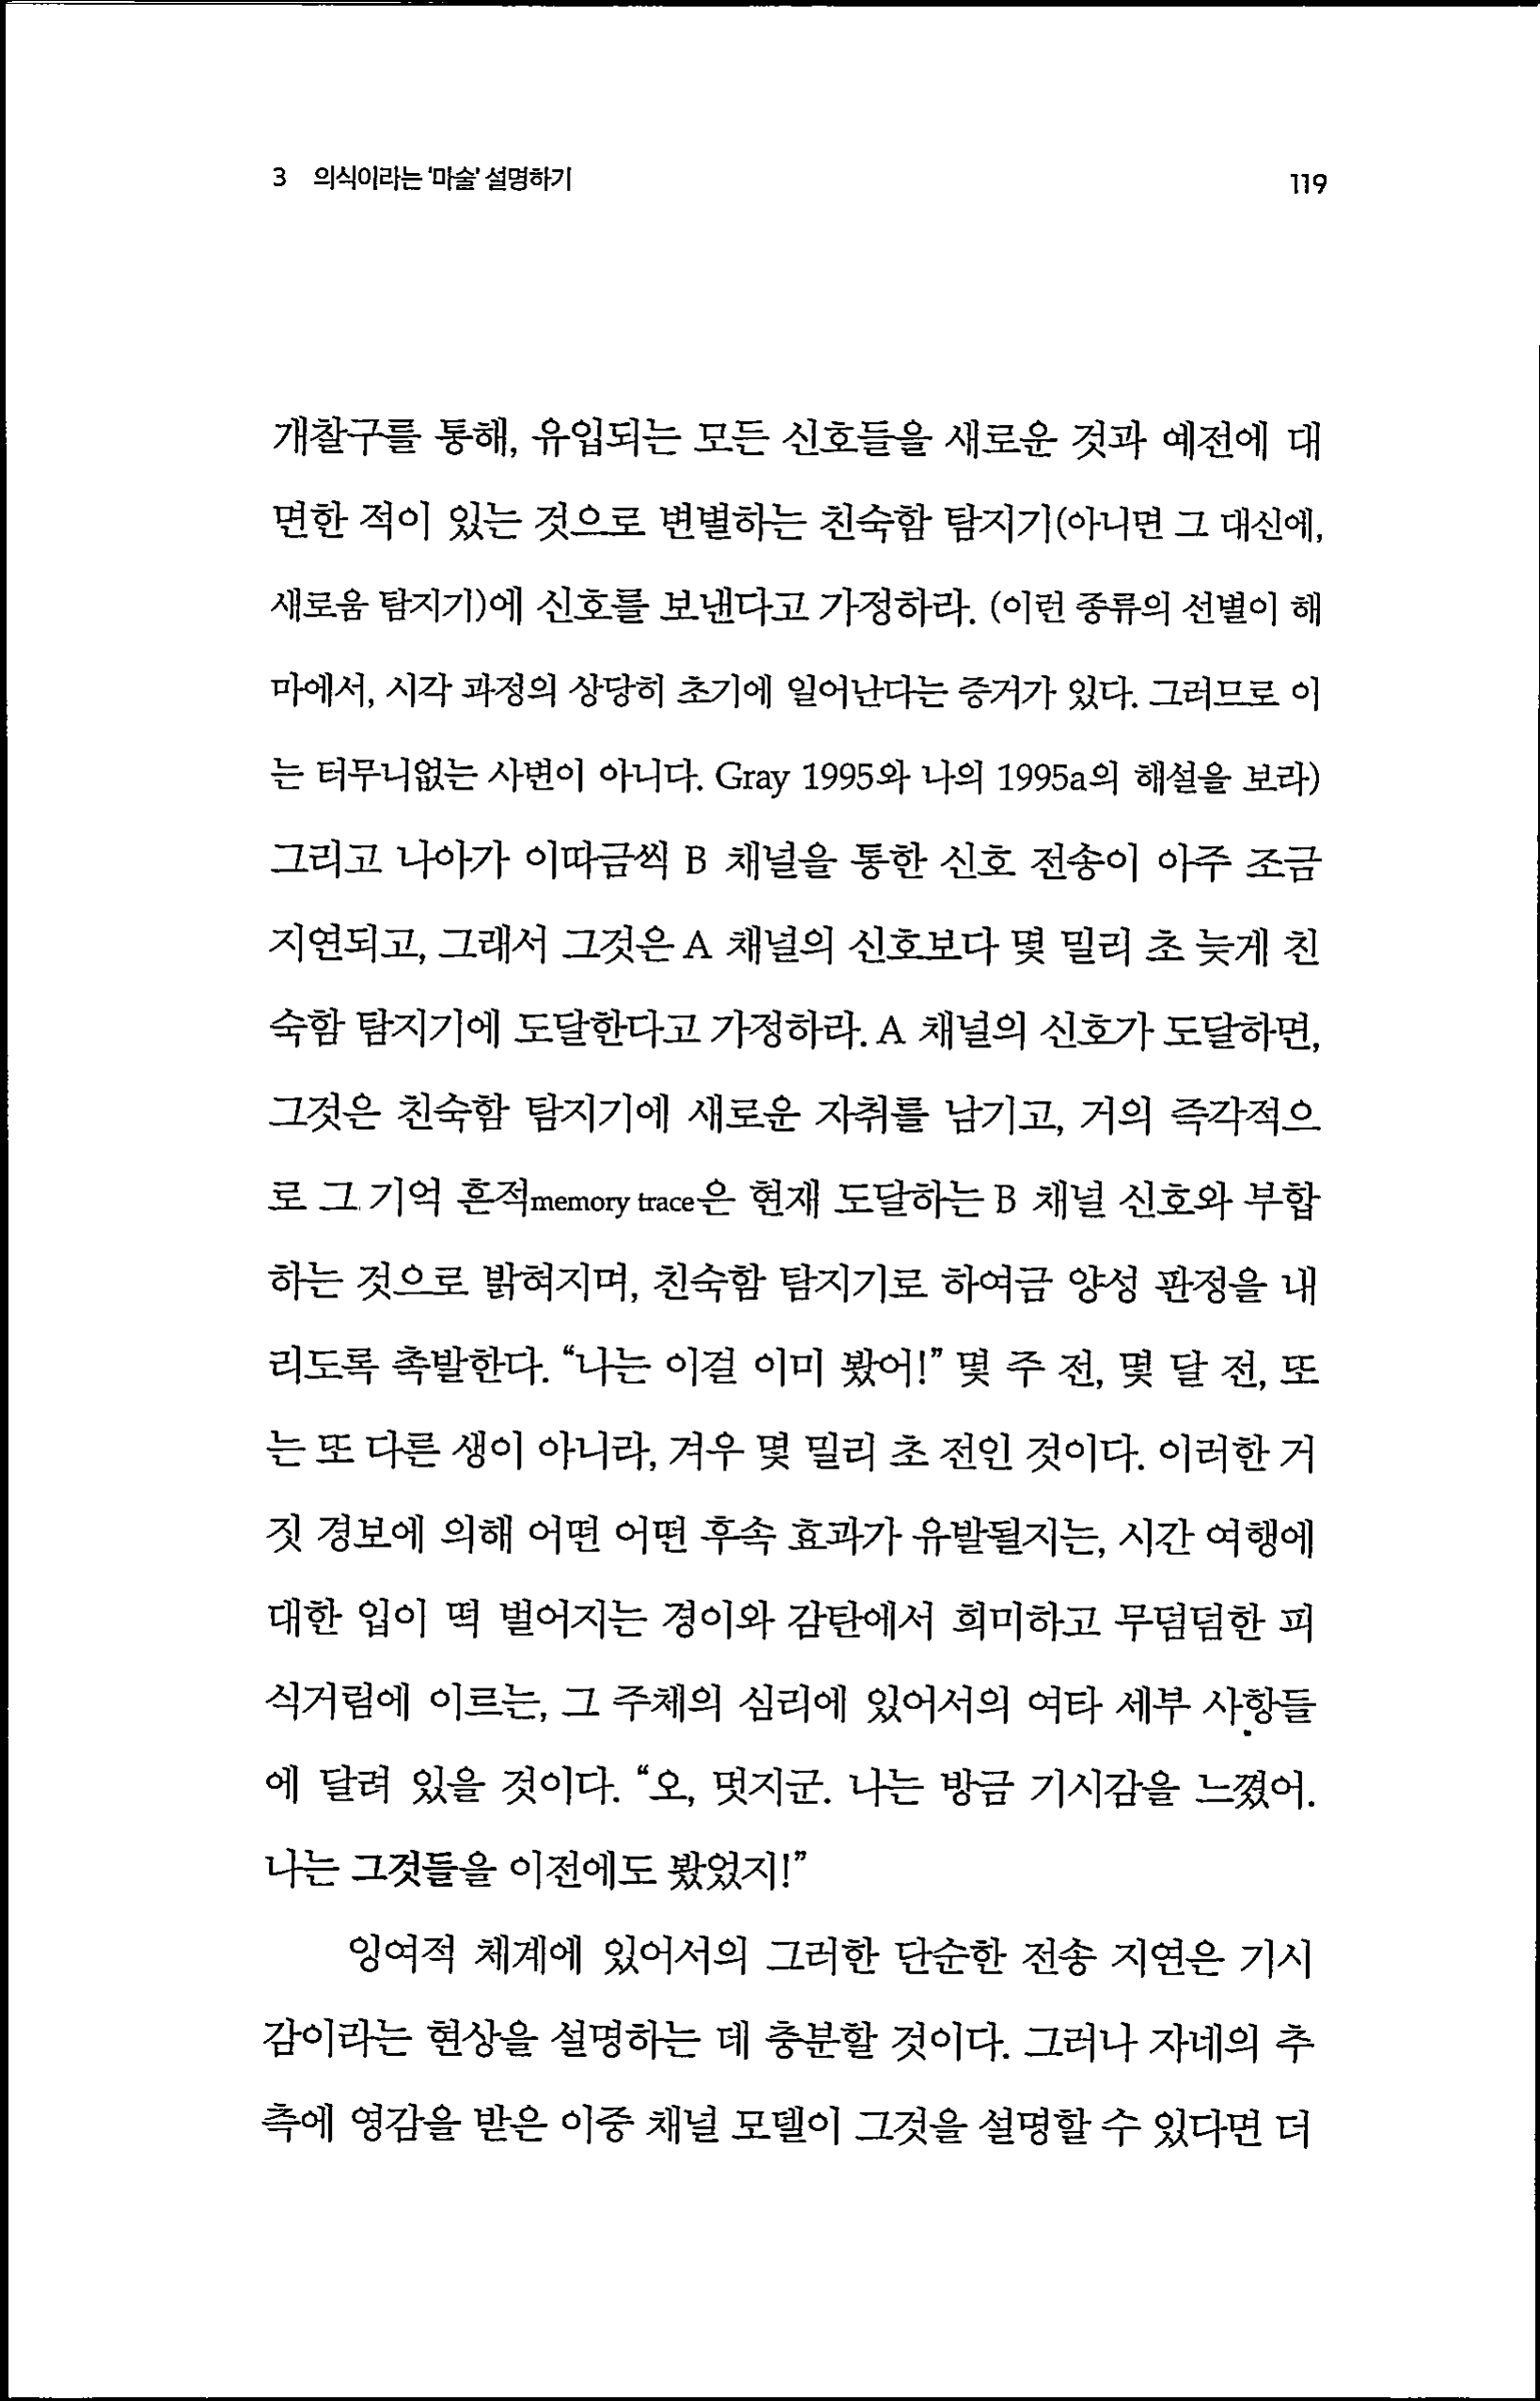 3 의식이라는 '마술' 설명하기
119
개찰구를 통해, 유입되는 모든 신호들을 새로운 것과 예전에 대
면한 적이 있는 것으로 변별하는 친숙함 탐지기(아니면 그 대신에,
새로움 탐지기)에 신호를 보낸다고 가정하라. (이런 종류의 선별이 해
마에서, 시각 과정의 상당히 초기에 일어난다는 증거가 있다. 그러므로 이
는 터무니없는 사변이 아니다. Gray 1995와 나의 1995a의 해설을 보라)
그리고 나아가 이따금씩 B 채널을 통한 신호 전송이 아주 조금
지연되고, 그래서 그것은 A 채널의 신호보다 몇 밀리 초 늦게 친
숙함 탐지기에 도달한다고 가정하라. A 채널의 신호가 도달하면,
그것은 친숙함 탐지기에 새로운 자취를 남기고, 거의 즉각적으
로 그 기억 흔적memory trace은 현재 도달하는 B 채널 신호와 부합
하는 것으로 밝혀지며, 친숙함 탐지기로 하여금 양성 판정을 내
리도록 촉발한다. “나는 이걸 이미 봤어!” 몇 주 전, 몇 달 전, 또
는 또 다른 생이 아니라, 겨우 몇 밀리 초 전인 것이다. 이러한 거
짓 경보에 의해 어떤 어떤 후속 효과가 유발될지는, 시간 여행에
대한 입이 떡 벌어지는 경이와 감탄에서 희미하고 무덤덤한 피
식거림에 이르는, 그 주체의 심리에 있어서의 여타 세부 사항들
에 달려 있을 것이다. “오, 멋지군. 나는 방금 기시감을 느꼈어.
나는 그것들을 이전에도 봤었지!”
잉여적 체계에 있어서의 그러한 단순한 전송 지연은 기시
감이라는 현상을 설명하는 데 충분할 것이다. 그러나 자네의 추
측에 영감을 받은 이중 채널 모델이 그것을 설명할 수 있다면 더